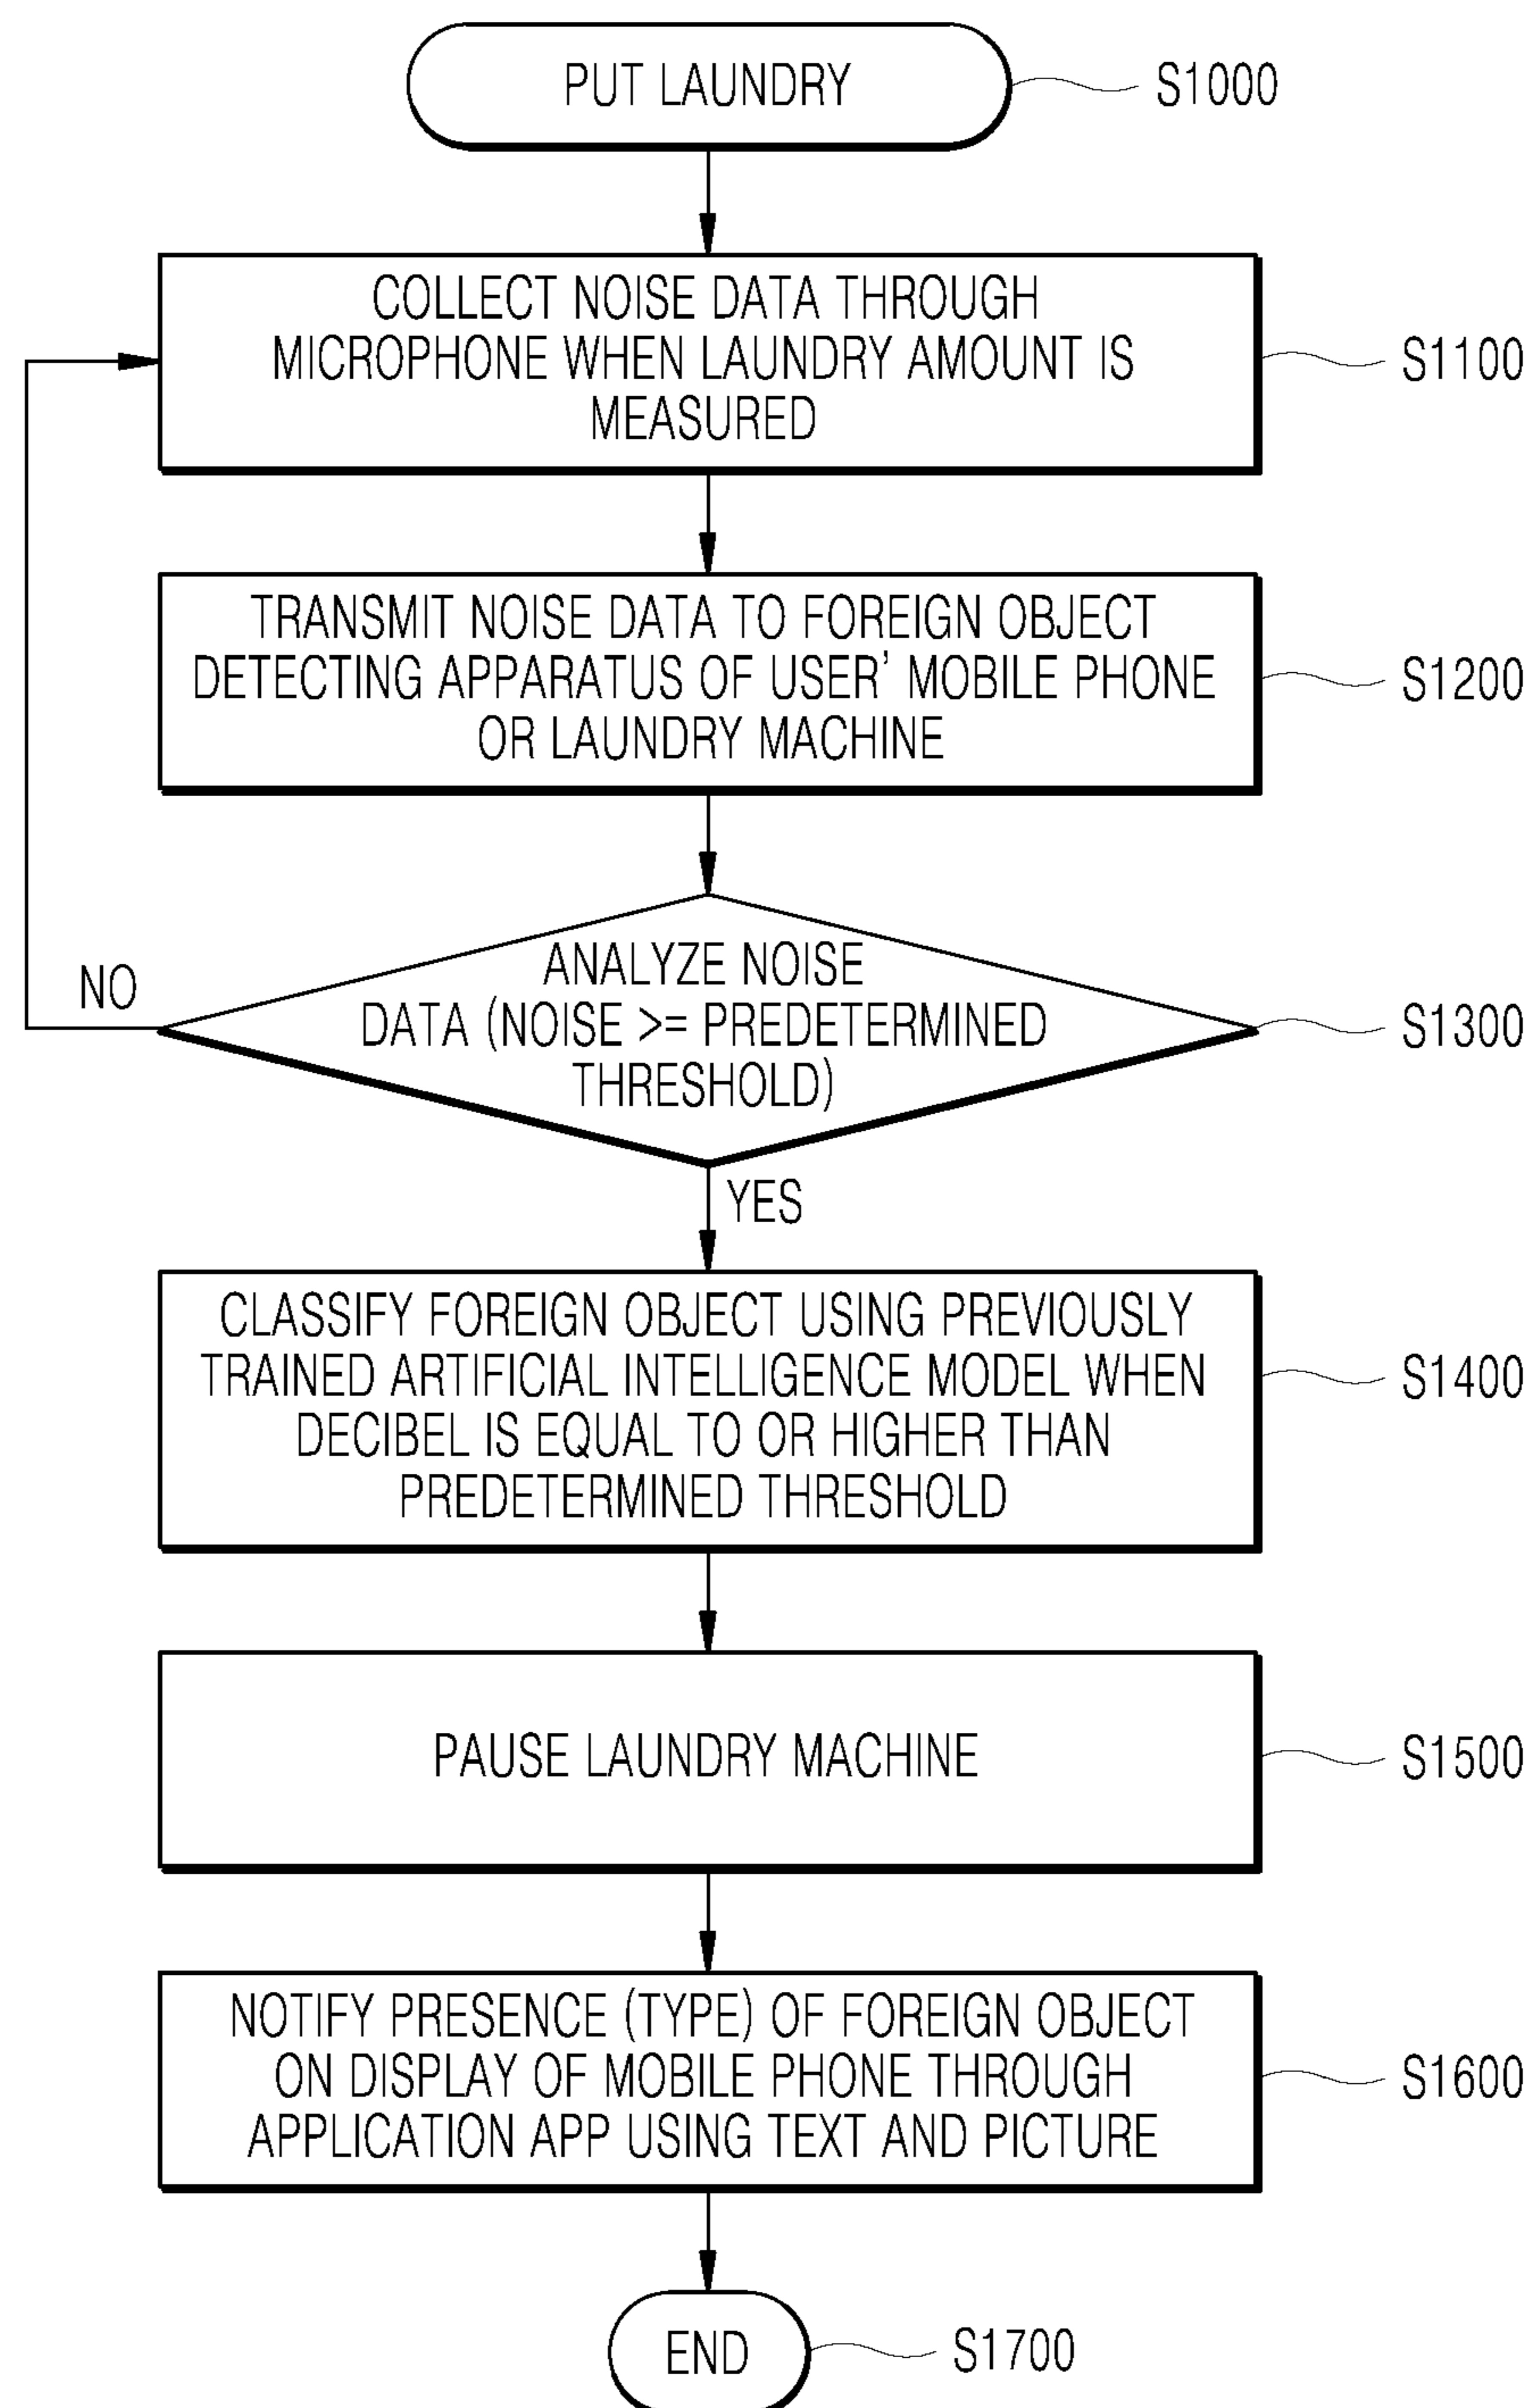 PUT LAUNDRY
S1000
COLLECT NOISE DATA THROUGH
MICROPHONE WHEN LAUNDRY AMOUNT IS
MEASURED
S1100
TRANSMIT NOISE DATA TO FOREIGN OBJECT
DETECTING APPARATUS OF USER' MOBILE PHONE
OR LAUNDRY MACHINE
S1200
ANALYZE NOISE
DATA (NOISE >= PREDETERMINED
THRESHOLD)
S1300
NO
YES
CLASSIFY FOREIGN OBJECT USING PREVIOUSLY
TRAINED ARTIFICIAL INTELLIGENCE MODEL WHEN
DECIBEL IS EQUAL TO OR HIGHER THAN
PREDETERMINED THRESHOLD
S1400
PAUSE LAUNDRY MACHINE
S1500
NOTIFY PRESENCE (TYPE) OF FOREIGN OBJECT
ON DISPLAY OF MOBILE PHONE THROUGH
APPLICATION APP USING TEXT AND PICTURE
S1600
END
S1700